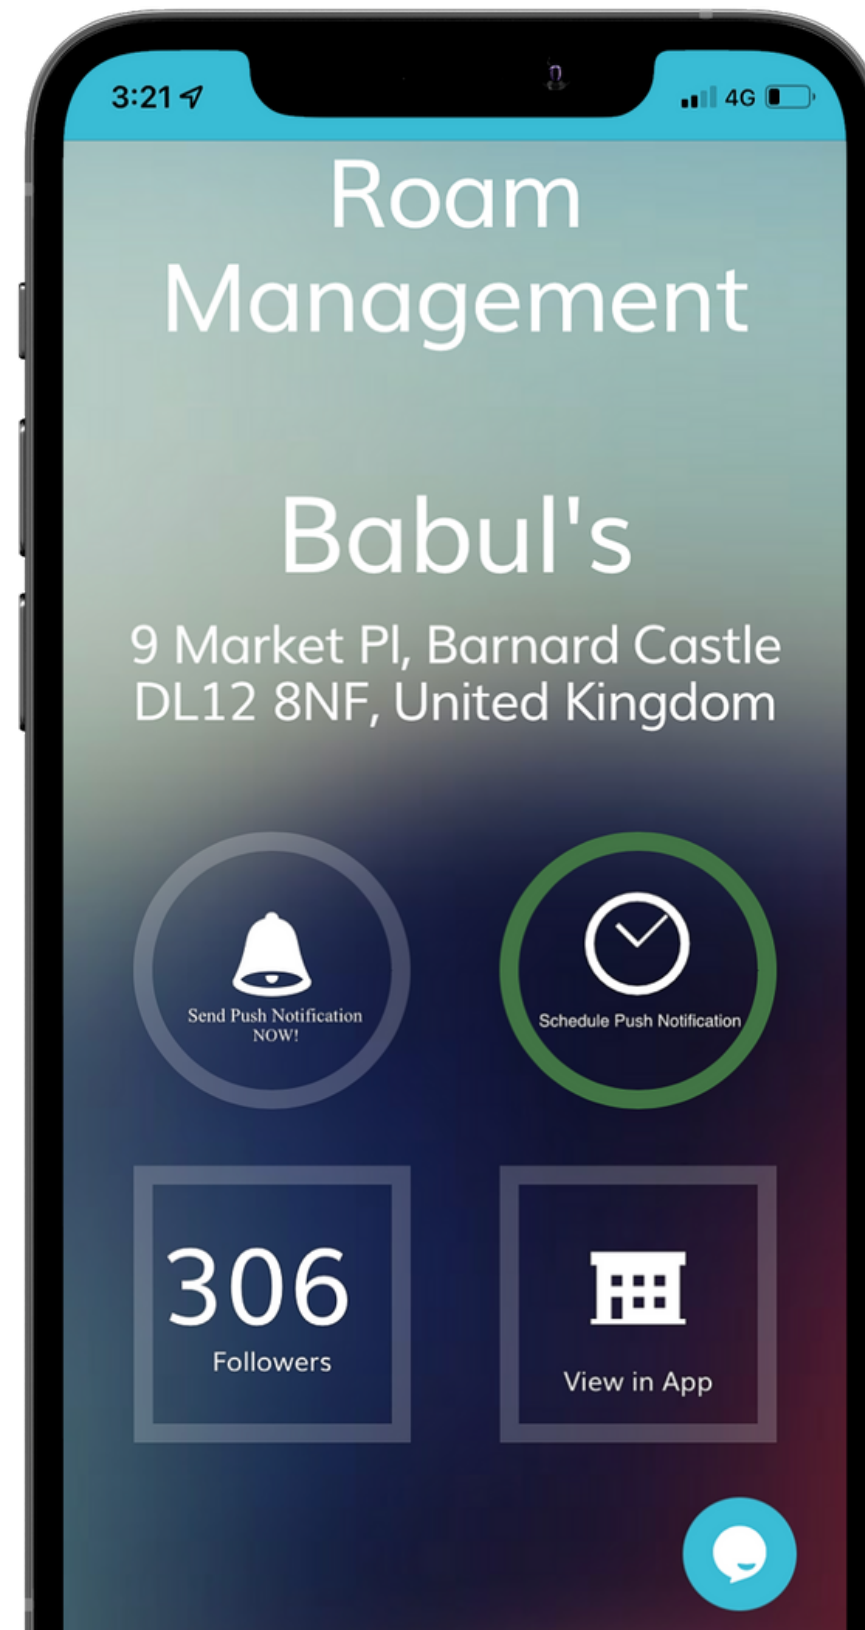 3:21
4G
Roam
Management
Babul's
9 Market Pl, Barnard Castle
DL12 8NF, United Kingdom
Send Push Notification
NOW!
Schedule Push Notification
306
Followers
View in App